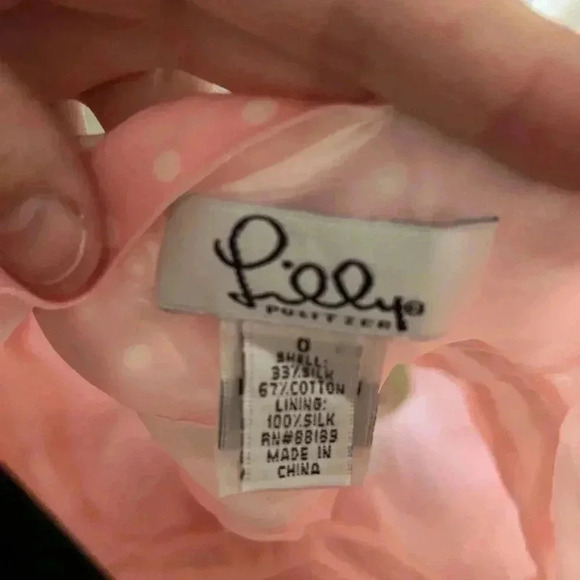 Lilly®
PULITZER
0
SHELL:
33%SILK
67%COTTON
LINING:
100%SILK
RN#88189
MADE IN
CHINA